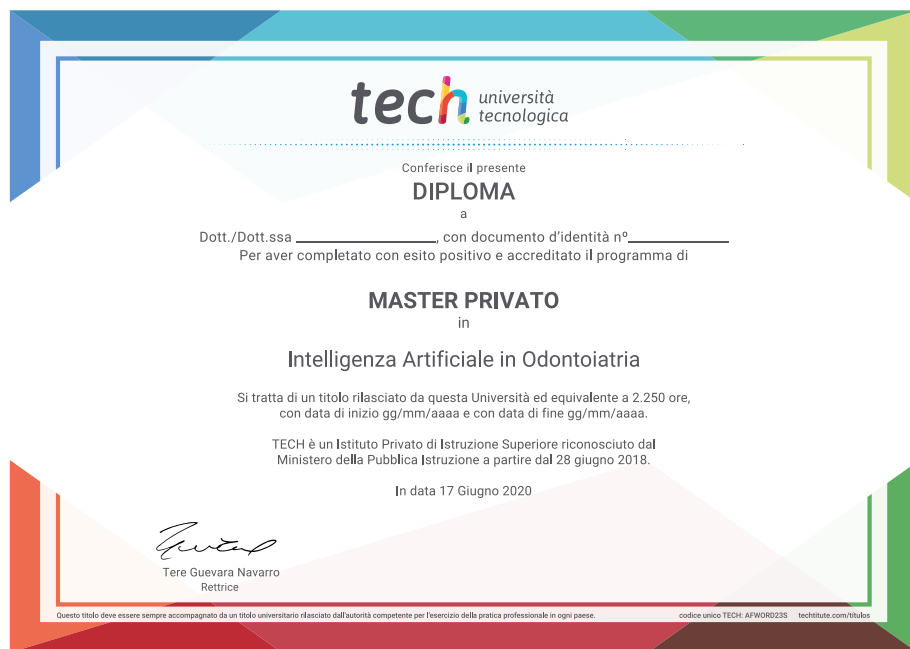 tech università
tecnologica
Conferisce il presente
DIPLOMA
a
Dott./Dott.ssa ________________, con documento d'identità nº____________
Per aver completato con esito positivo e accreditato il programma di
MASTER PRIVATO
in
Intelligenza Artificiale in Odontoiatria
Si tratta di un titolo rilasciato da questa Università ed equivalente a 2.250 ore,
con data di inizio gg/mm/aaaa e con data di fine gg/mm/aaaa.
TECH è un Istituto Privato di Istruzione Superiore riconosciuto dal
Ministero della Pubblica Istruzione a partire dal 28 giugno 2018.
In data 17 Giugno 2020
Tere Guevara Navarro
Rettrice
Questo titolo deve essere sempre accompagnato da un titolo universitario rilasciato dall'autorità competente per l'esercizio della pratica professionale in ogni paese. codice unico TECH: AFWORD23S techtitute.com/titulos